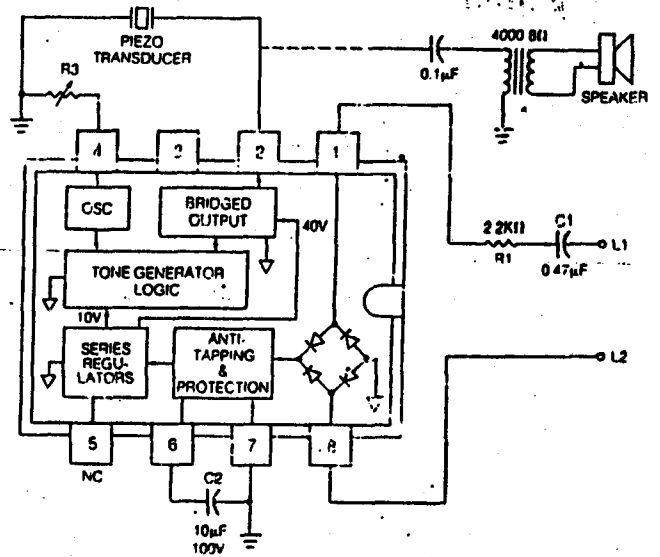 PIEZO
TRANSDUCER
R3
0.1μF
4000 8Ω
SPEAKER
4
3
2
1
OSC
BRIDGED
OUTPUT
40V
TONE GENERATOR
LOGIC
2.2KΩ
R1
C1
0.47μF
L1
10V
SERIES
REGU-
LATORS
ANTI-
TAPPING
&
PROTECTION
L2
5
6
7
8
NC
C2
10μF
100V